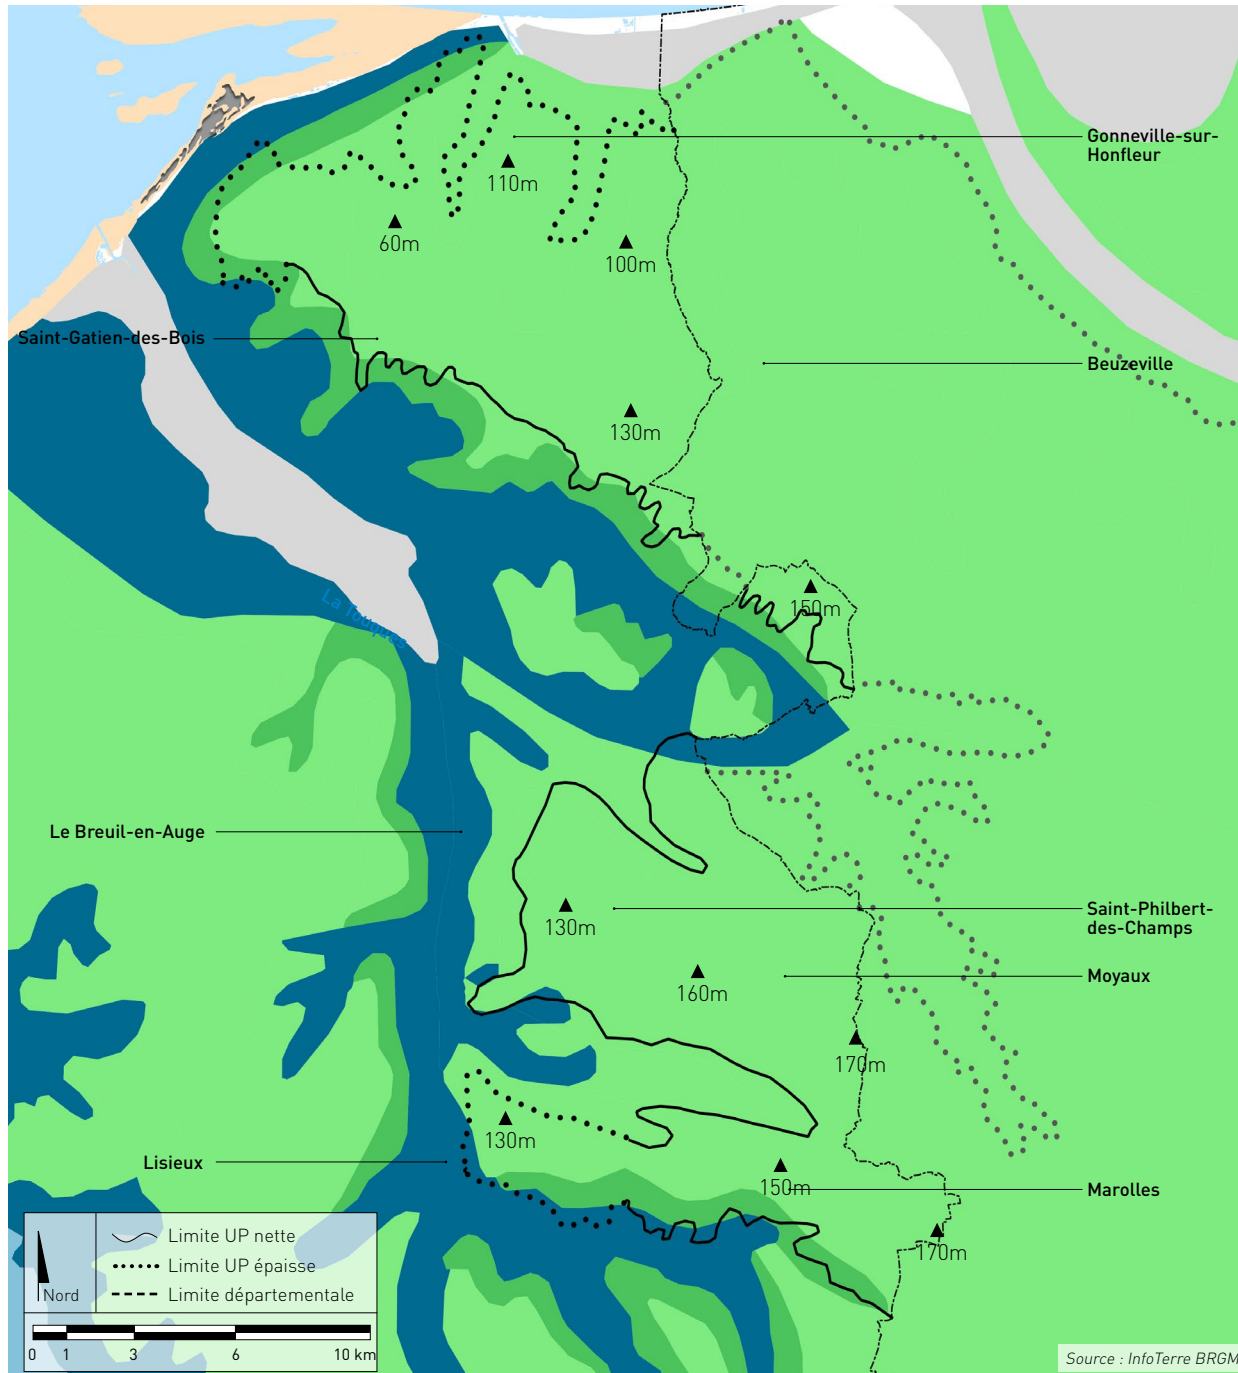 Gonneville-sur-
Honfleur
110m
60m
100m
Saint-Gatien-des-Bois
Beuzeville
130m
150m
La Touques
Le Breuil-en-Auge
130m
Saint-Philbert-
des-Champs
160m
Moyaux
170m
130m
Lisieux
150m
Marolles
170m
Limite UP nette
Limite UP épaisse
Nord
Limite départementale
0 1 3 6 10 km
Source : InfoTerre BRGM